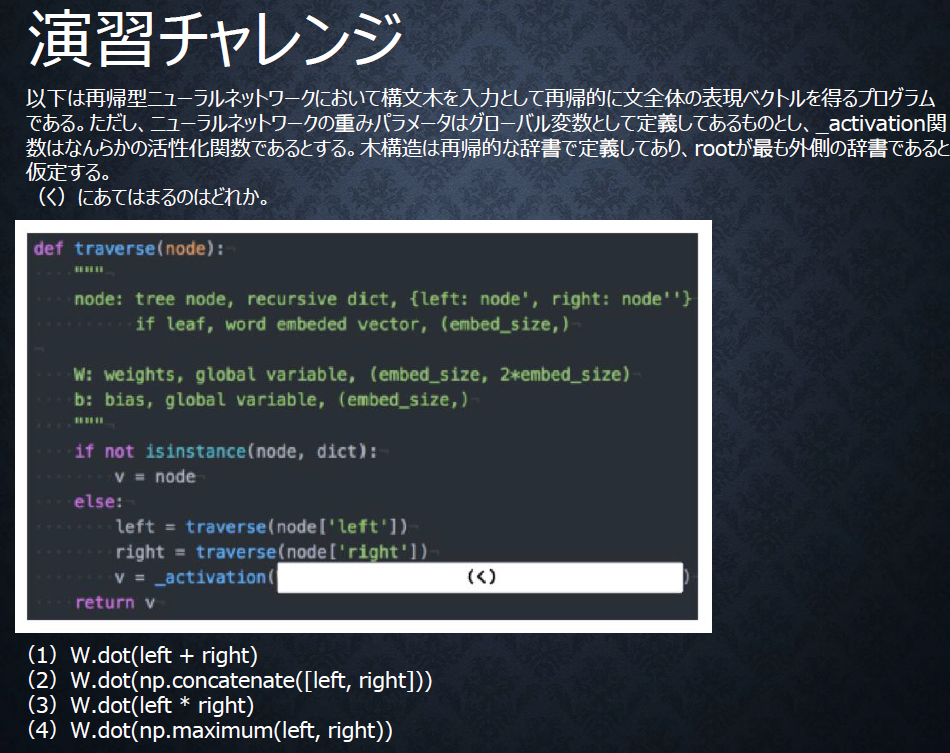 演習チャレンジ
以下は再帰型ニューラルネットワークにおいて構文木を入力として再帰的に文全体の表現ベクトルを得るプログラム
である。ただし、ニューラルネットワークの重みパラメータはグローバル変数として定義してあるものとし、_activation関
数はなんらかの活性化関数であるとする。木構造は再帰的な辞書で定義してあり、rootが最も外側の辞書であると
仮定する。
（く）にあてはまるのはどれか。
def traverse(node):
"""
node: tree node, recursive dict, {left: node', right: node''}
if leaf, word embeded vector, (embed_size,)
W: weights, global variable, (embed_size, 2*embed_size)
b: bias, global variable, (embed_size,)
"""
if not isinstance(node, dict):
v = node
else:
left = traverse(node['left'])
right = traverse(node['right'])
v = _activation( (く) )
return v
（1）W.dot(left + right)
（2）W.dot(np.concatenate([left, right]))
（3）W.dot(left * right)
（4）W.dot(np.maximum(left, right))